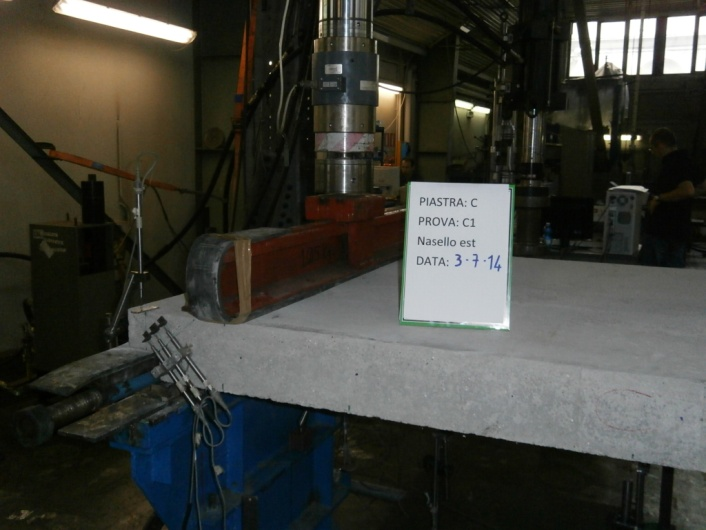 PIASTRA: C
PROVA: C1
Nasello est
DATA: 3.7.14